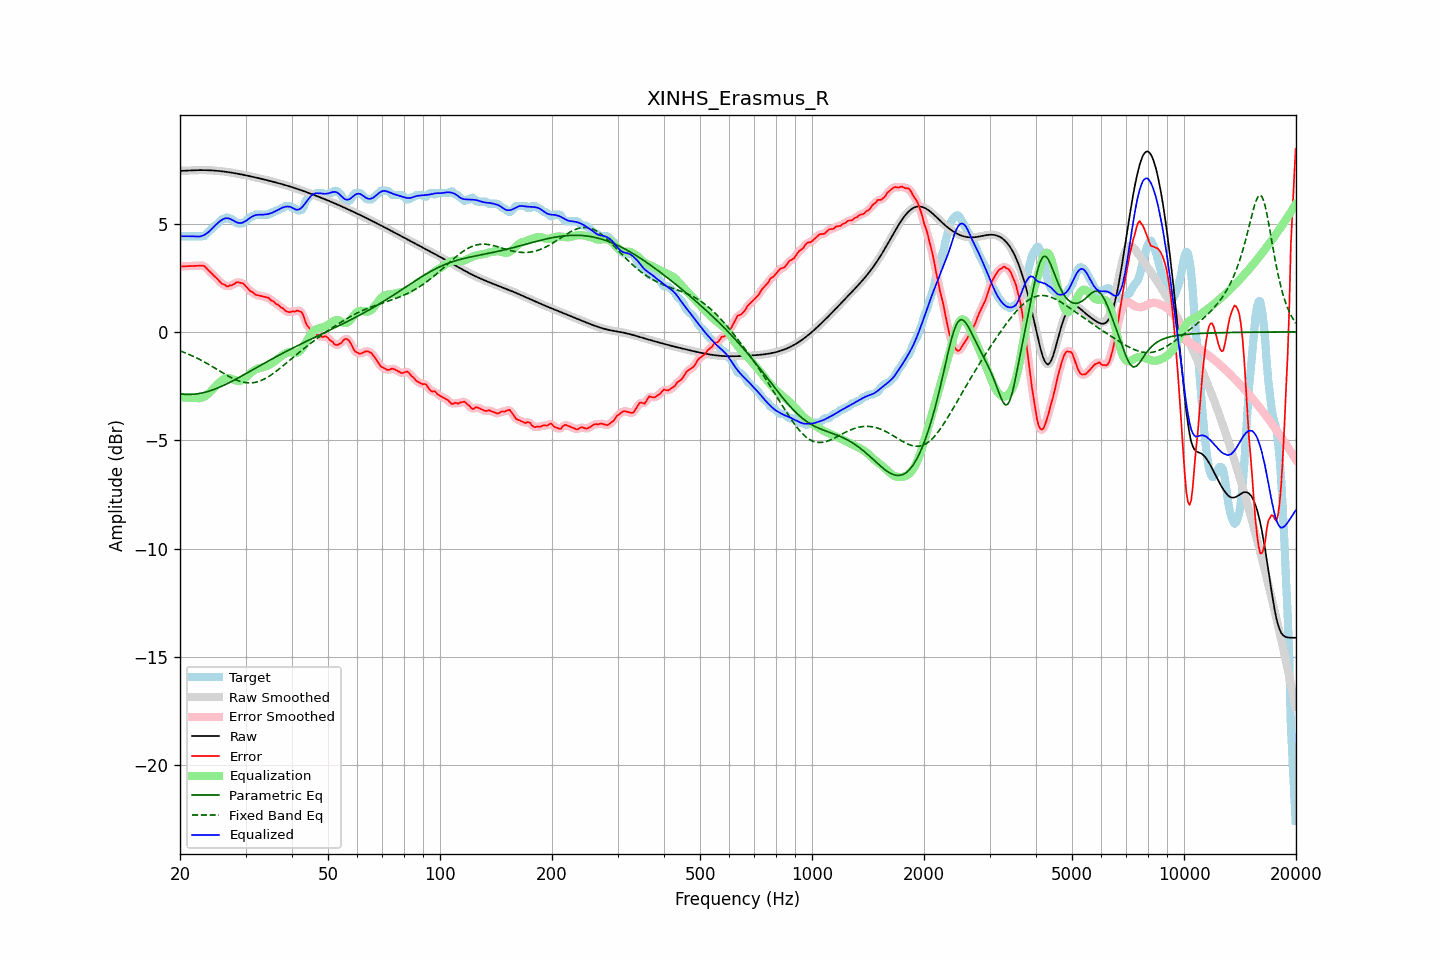 XINHS_Erasmus_R
Amplitude (dBr)
5
0
−5
−10
−15
−20
Target
Raw Smoothed
Error Smoothed
Raw
Error
Equalization
Parametric Eq
Fixed Band Eq
Equalized
20 50 100 200 500 1000 2000 5000 10000 20000
Frequency (Hz)